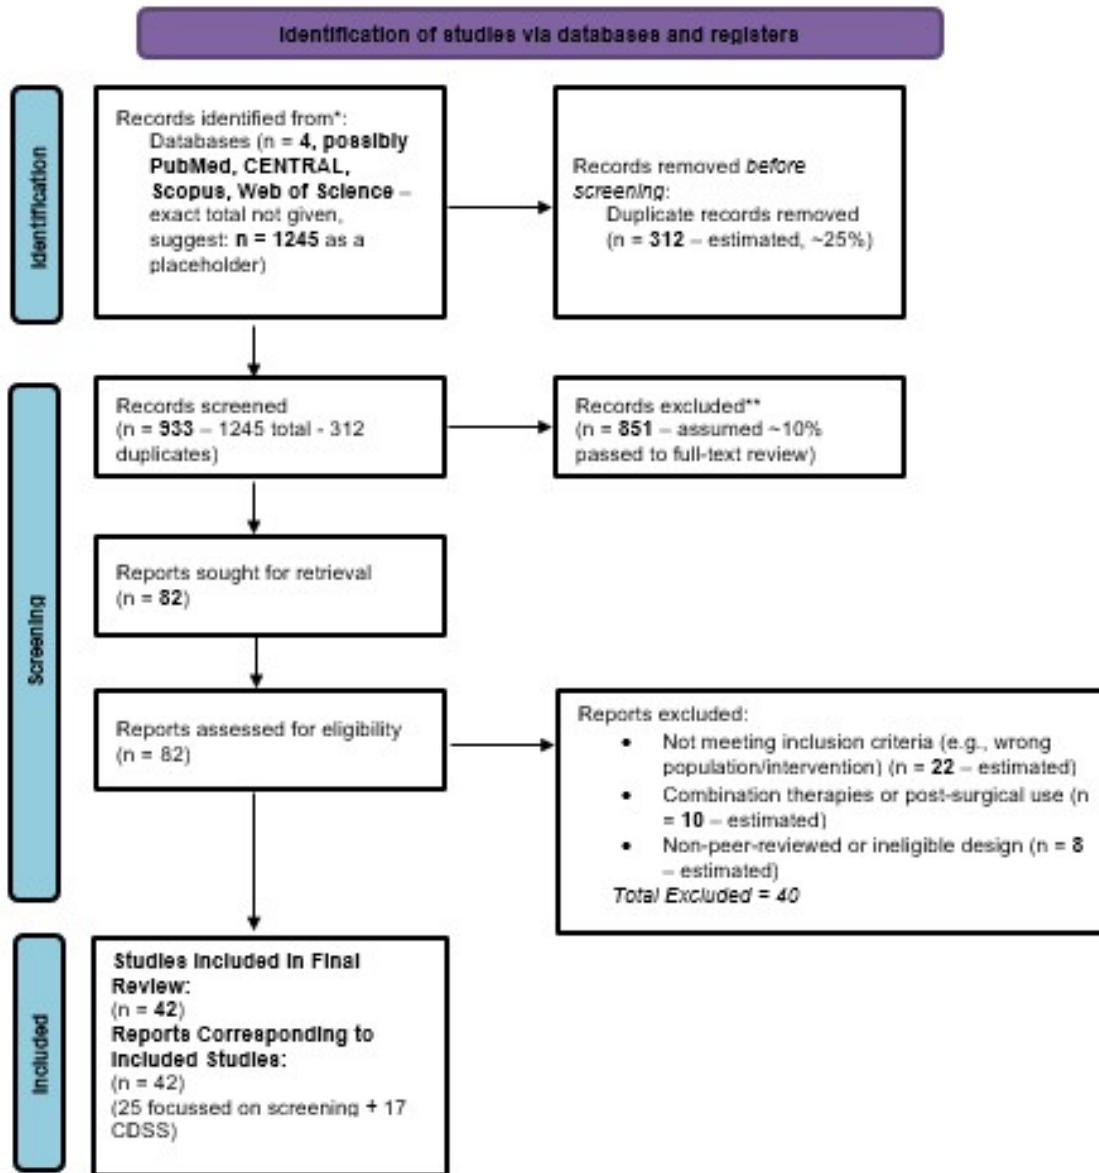 Identification of studies via databases and registers
Identification
Records identified from*:
Databases (n = 4, possibly
PubMed, CENTRAL,
Scopus, Web of Science –
exact total not given,
suggest: n = 1245 as a
placeholder)
Records removed before
screening:
Duplicate records removed
(n = 312 – estimated, ~25%)
Screening
Records screened
(n = 933 – 1245 total - 312
duplicates)
Records excluded**
(n = 851 – assumed ~10%
passed to full-text review)
Reports sought for retrieval
(n = 82)
Reports assessed for eligibility
(n = 82)
Reports excluded:
• Not meeting inclusion criteria (e.g., wrong
population/intervention) (n = 22 – estimated)
• Combination therapies or post-surgical use (n
= 10 – estimated)
• Non-peer-reviewed or ineligible design (n = 8
– estimated)
Total Excluded = 40
Included
Studies Included in Final
Review:
(n = 42)
Reports Corresponding to
Included Studies:
(n = 42)
(25 focussed on screening + 17
CDSS)